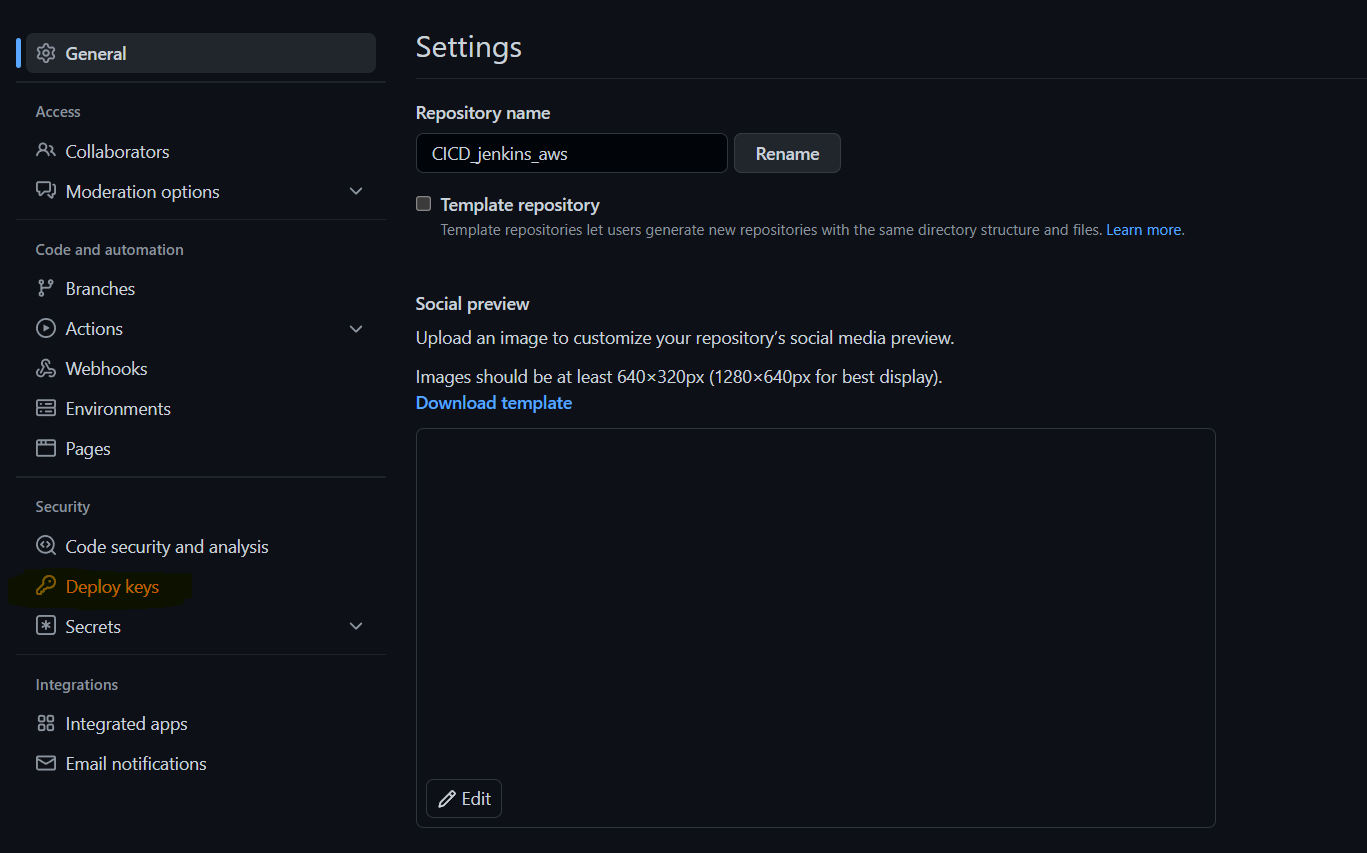 General
Access
Collaborators
Moderation options
Code and automation
Branches
Actions
Webhooks
Environments
Pages
Security
Code security and analysis
Deploy keys
Secrets
Integrations
Integrated apps
Email notifications
Settings
Repository name
CICD_jenkins_aws
Rename
Template repository
Template repositories let users generate new repositories with the same directory structure and files. Learn more.
Social preview
Upload an image to customize your repository’s social media preview.
Images should be at least 640×320px (1280×640px for best display).
Download template
Edit